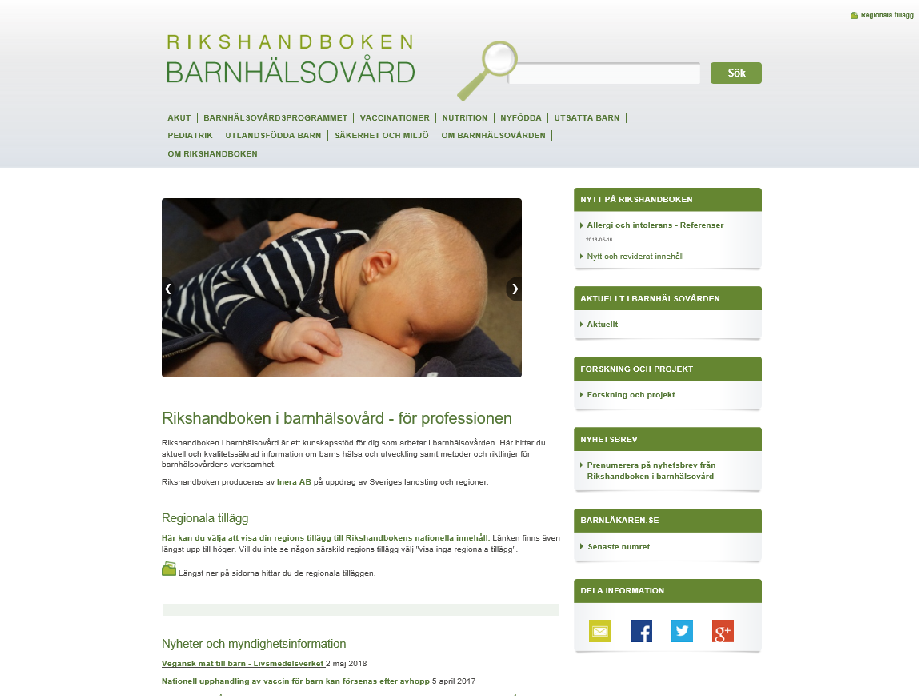 Regionala tillägg
RIKSHANDBOKEN
BARNHÄLSOVÅRD
Sök
AKUT | BARNHÄLSOVÅRDSPROGRAMMET | VACCINATIONER | NUTRITION | NYFÖDDA | UTSATTA BARN |
PEDIATRIK | UTLANDSFÖDDA BARN | SÄKERHET OCH MILJÖ | OM BARNHÄLSOVÅRDEN |
OM RIKSHANDBOKEN
Rikshandboken i barnhälsovård - för professionen
Rikshandboken i barnhälsovård är ett kunskapsstöd för dig som arbetar i barnhälsovården. Här hittar du
aktuell och kvalitetssäkrad information om barns hälsa och utveckling samt metoder och riktlinjer för
barnhälsovårdens verksamhet.
Rikshandboken produceras av Inera AB på uppdrag av Sveriges landsting och regioner.
Regionala tillägg
Här kan du välja att visa din regions tillägg till Rikshandbokens nationella innehåll. Länken finns även
längst upp till höger. Vill du inte se någon särskild regions tillägg välj "visa inga regionala tillägg".
Längst ner på sidorna hittar du de regionala tilläggen.
Nyheter och myndighetsinformation
Vegansk mat till barn - Livsmedelsverket 2 maj 2018
Nationell upphandling av vaccin för barn kan försenas efter avhopp 5 april 2017
NYTT PÅ RIKSHANDBOKEN
Allergi och intolerans - Referenser
Nytt och reviderat innehåll
AKTUELLT I BARNHÄLSOVÅRDEN
Aktuellt
FORSKNING OCH PROJEKT
Forskning och projekt
NYHETSBREV
Prenumerera på nyhetsbrev från
Rikshandboken i barnhälsovård
BARNLÄKAREN.SE
Senaste numret
DELA INFORMATION